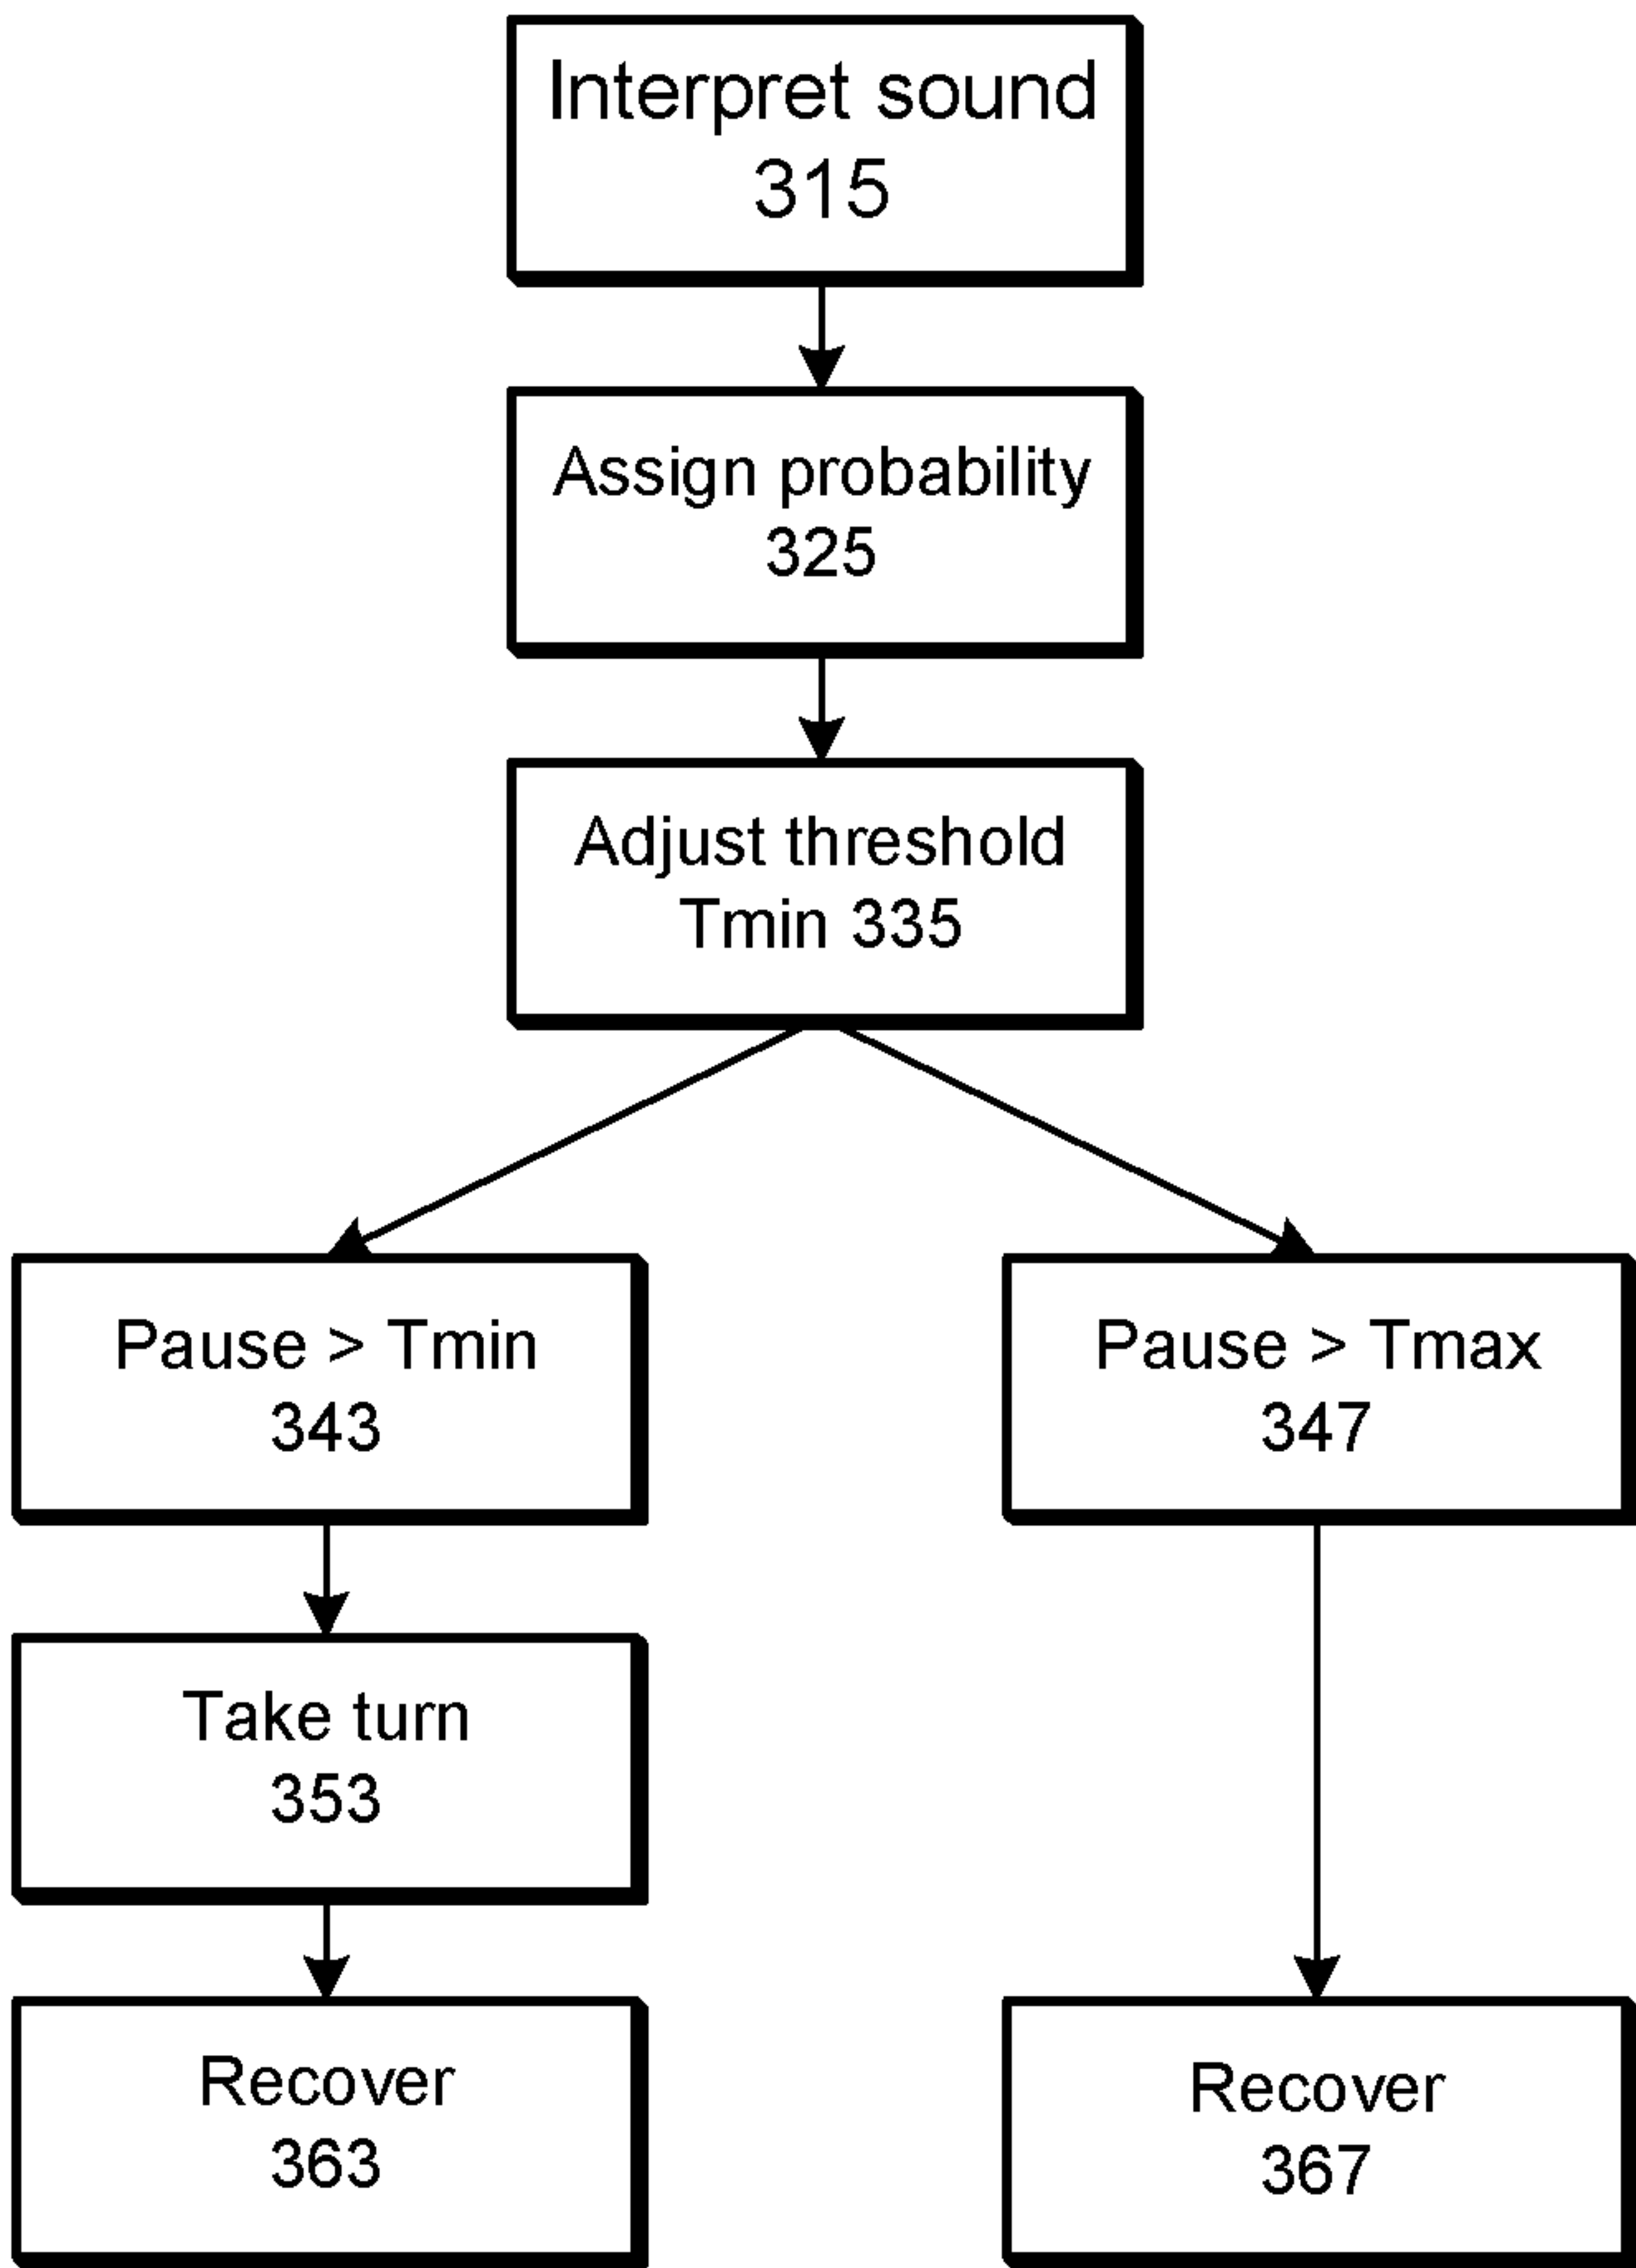 Interpret sound
315
Assign probability
325
Adjust threshold
Tmin 335
Pause > Tmin
343
Pause > Tmax
347
Take turn
353
Recover
363
Recover
367